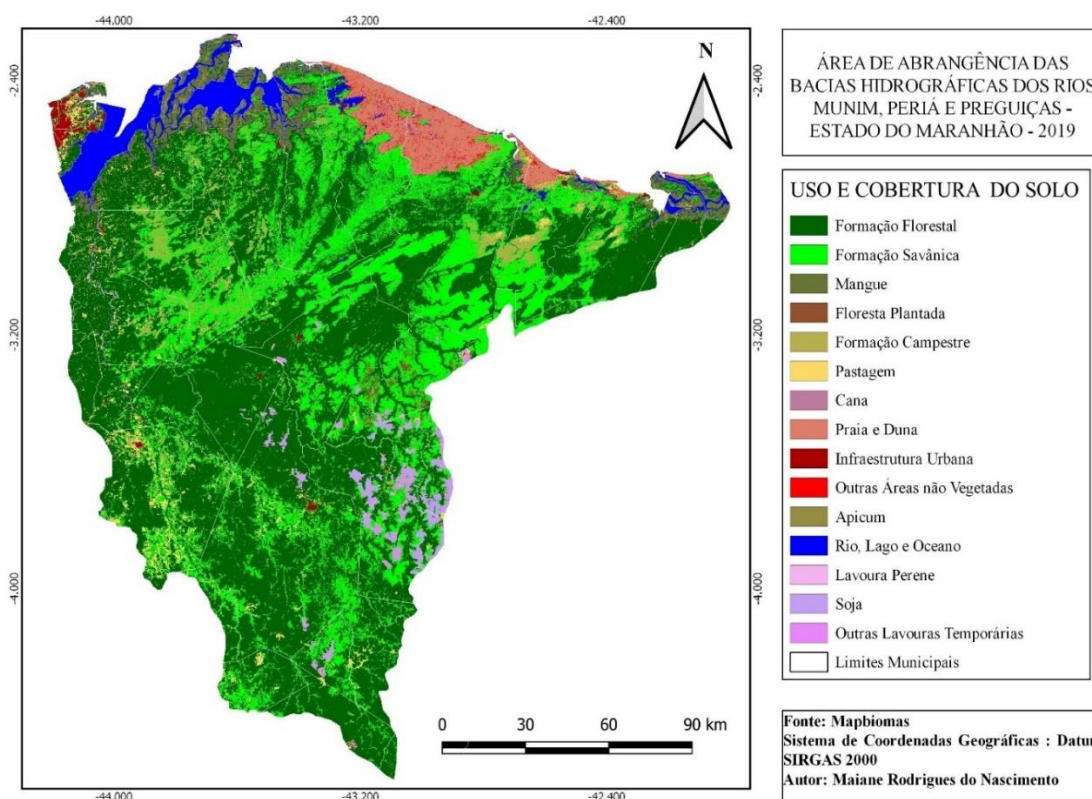 -44.000
-43.200
-42.400
-2.400
-2.400
N
-3.200
-3.200
-4.000
-4.000
0 30 60 90 km
-44.000
-43.200
-42.400
ÁREA DE ABRANGÊNCIA DAS
BACIAS HIDROGRÁFICAS DOS RIOS
MUNIM, PERIÁ E PREGUIÇAS -
ESTADO DO MARANHÃO - 2019
USO E COBERTURA DO SOLO
Formação Florestal
Formação Savânica
Mangue
Floresta Plantada
Formação Campestre
Pastagem
Cana
Praia e Duna
Infraestrutura Urbana
Outras Áreas não Vegetadas
Apicum
Rio, Lago e Oceano
Lavoura Perene
Soja
Outras Lavouras Temporárias
Limites Municipais
Fonte: Mapbiomas
Sistema de Coordenadas Geográficas : Datum
SIRGAS 2000
Autor: Maiane Rodrigues do Nascimento